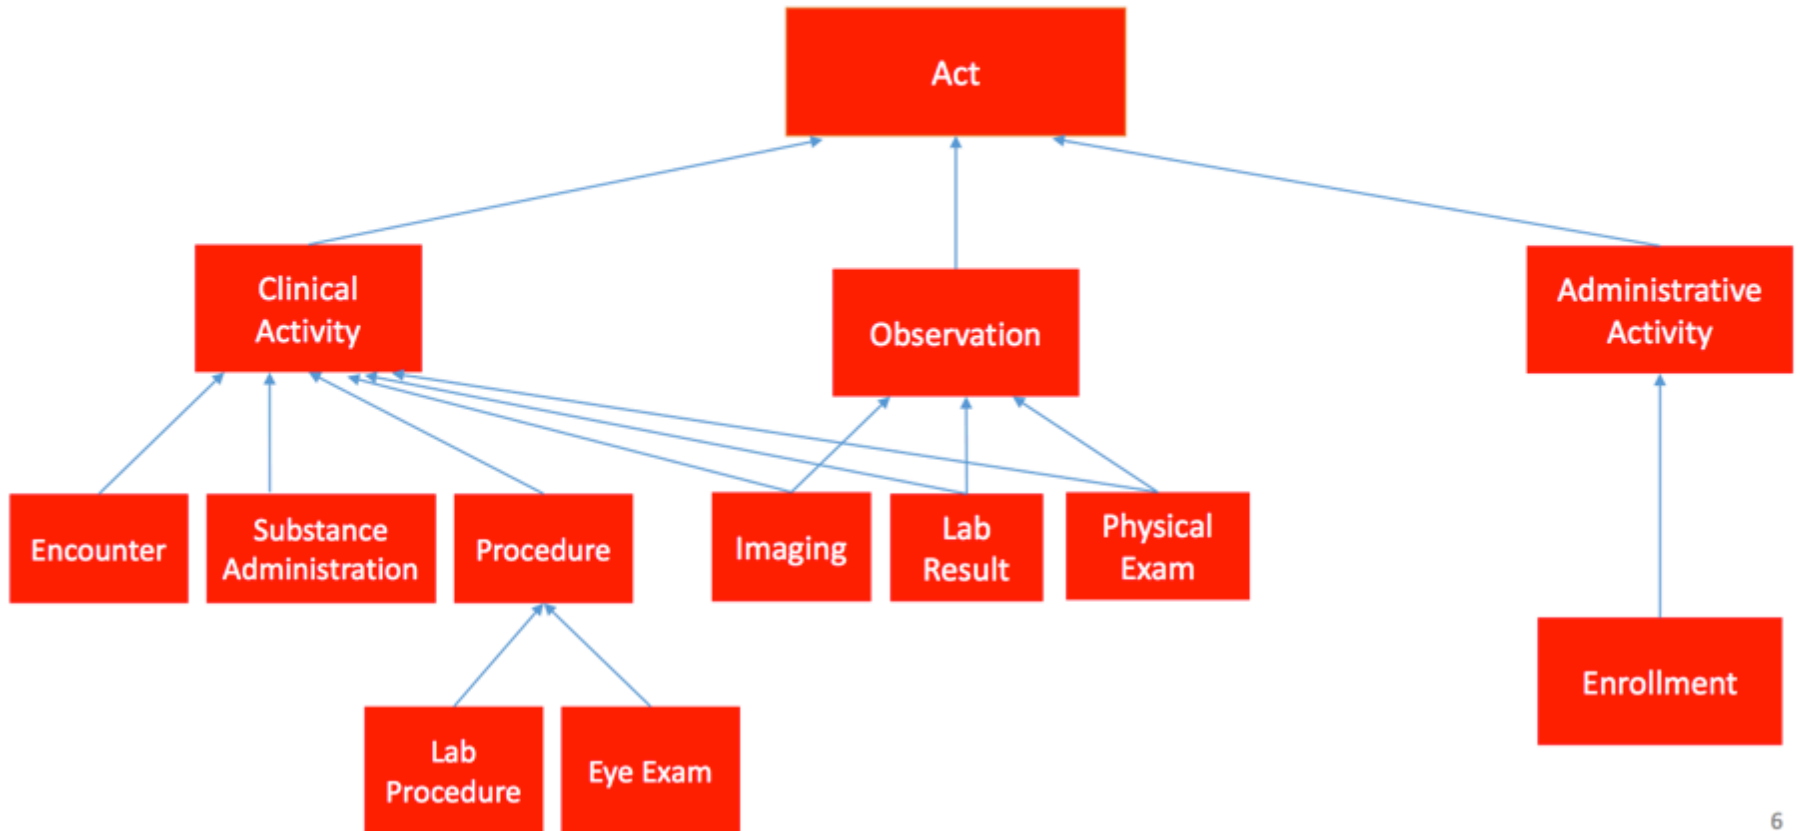 Act
Clinical
Activity
Observation
Administrative
Activity
Encounter
Substance
Administration
Procedure
Imaging
Lab
Result
Physical
Exam
Enrollment
Lab
Procedure
Eye Exam
6